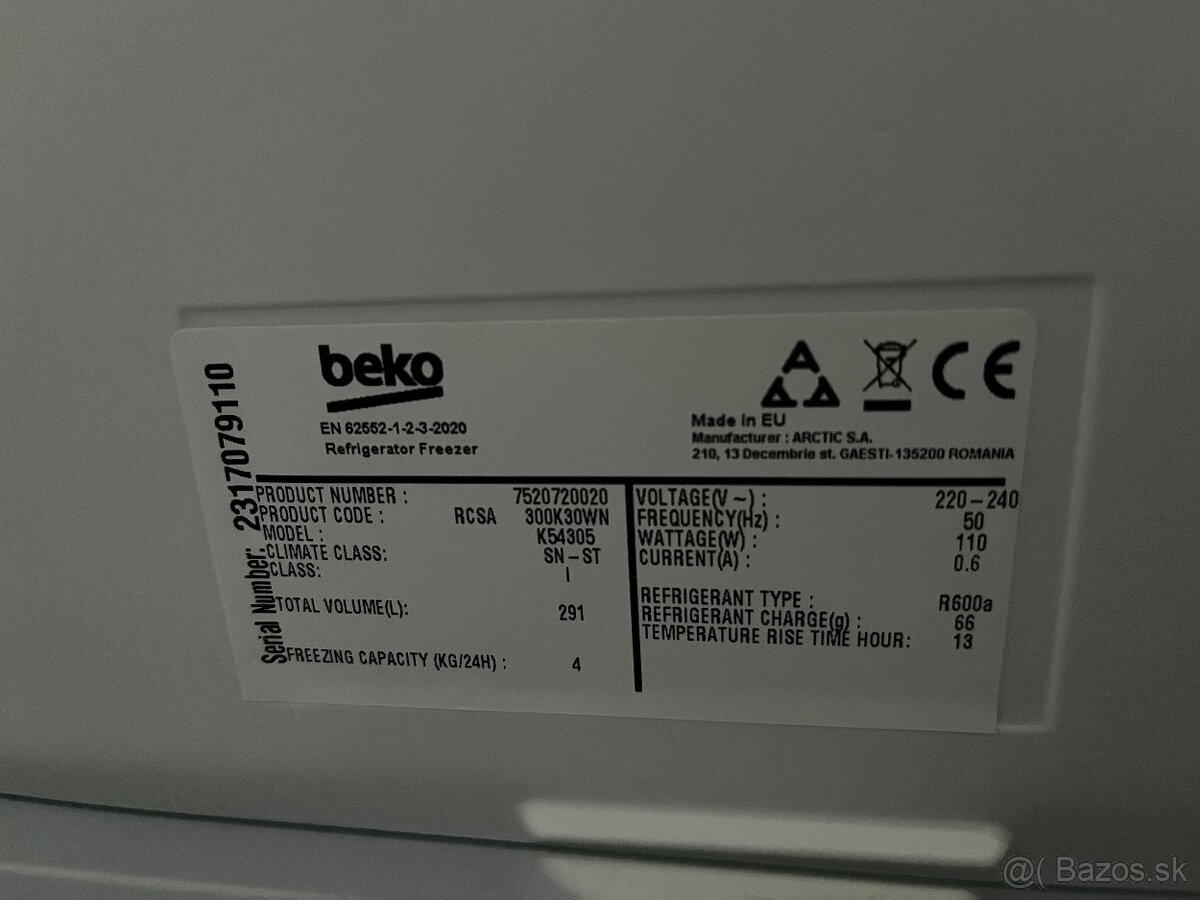 beko
EN 62552-1-2-3-2020
Refrigerator Freezer
CE
Made in EU
Manufacturer : ARCTIC S.A.
210, 13 Decembrie st. GAESTI-135200 ROMANIA
Serial Number: 2317079110
PRODUCT NUMBER : 7520720020
PRODUCT CODE : RCSA 300K30WN
MODEL : K54305
CLIMATE CLASS: SN-ST
CLASS: I
TOTAL VOLUME(L): 291
FREEZING CAPACITY (KG/24H) : 4
VOLTAGE(V ~) : 220-240
FREQUENCY(Hz) : 50
WATTAGE(W) : 110
CURRENT(A) : 0.6
REFRIGERANT TYPE : R600a
REFRIGERANT CHARGE(g) : 66
TEMPERATURE RISE TIME HOUR: 13
@( Bazos.sk